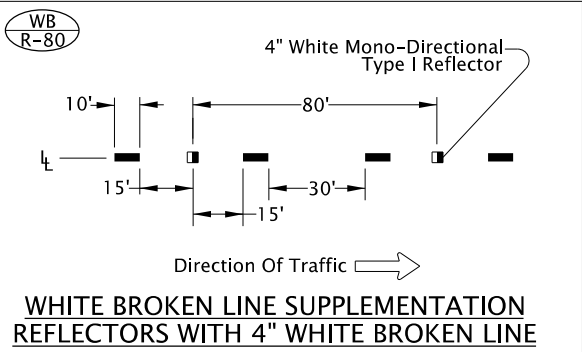 WB
R-80
4" White Mono-Directional
Type I Reflector
10'
80'
LL
15'
30'
15'
Direction Of Traffic
WHITE BROKEN LINE SUPPLEMENTATION
REFLECTORS WITH 4" WHITE BROKEN LINE